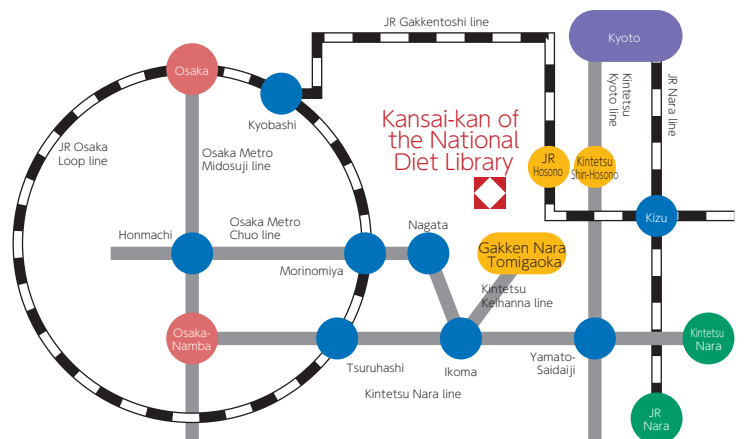 JR Gakkentoshi line
Kyoto
Osaka
Kintetsu
Kyoto line
JR Nara line
Kyobashi
Kansai-kan of
the National
Diet Library
JR Osaka
Loop line
Osaka Metro
Midosuji line
JR
Hosono
Kintetsu
Shin-Hosono
Honmachi
Osaka Metro
Chuo line
Nagata
Kizu
Morinomiya
Gakken Nara
Tomigaoka
Kintetsu
Keihanna line
Osaka-
Namba
Kintetsu
Nara
Tsuruhashi
Ikoma
Yamato-
Saidaiji
Kintetsu Nara line
JR
Nara